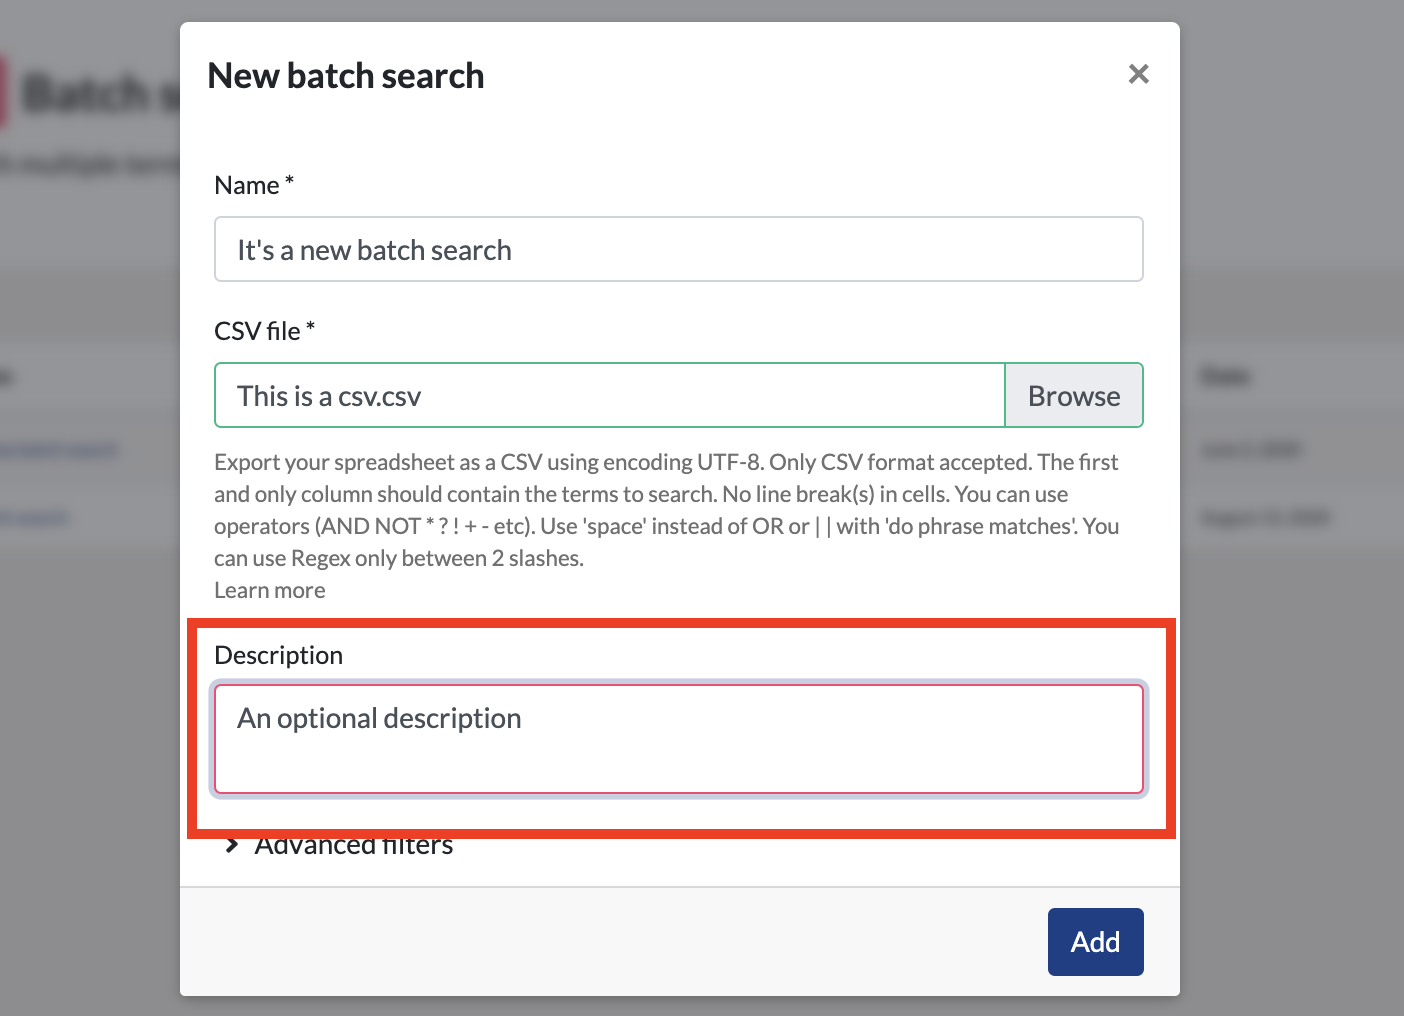 New batch search
×
Name *
It's a new batch search
CSV file *
This is a csv.csv
Browse
Export your spreadsheet as a CSV using encoding UTF-8. Only CSV format accepted. The first
and only column should contain the terms to search. No line break(s) in cells. You can use
operators (AND NOT * ? ! + - etc). Use 'space' instead of OR or | | with 'do phrase matches'. You
can use Regex only between 2 slashes.
Learn more
Description
An optional description
Advanced filters
Add
Batch
multiple
Date